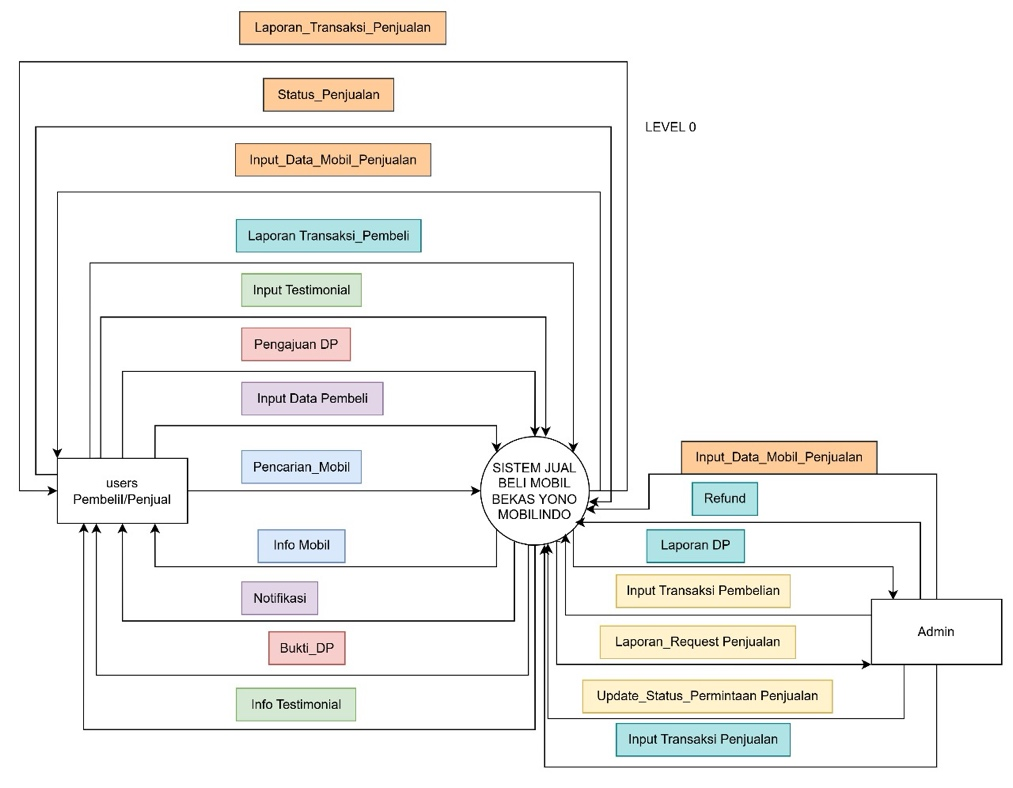 Laporan_Transaksi_Penjualan
Status_Penjualan
LEVEL 0
Input_Data_Mobil_Penjualan
Laporan Transaksi_Pembeli
Input Testimonial
Pengajuan DP
Input Data Pembeli
Pencarian_Mobil
users
Pembelil/Penjual
SISTEM JUAL
BELI MOBIL
BEKAS YONO
MOBILINDO
Input_Data_Mobil_Penjualan
Refund
Info Mobil
Laporan DP
Notifikasi
Input Transaksi Pembelian
Admin
Bukti_DP
Laporan_Request Penjualan
Info Testimonial
Update_Status_Permintaan Penjualan
Input Transaksi Penjualan